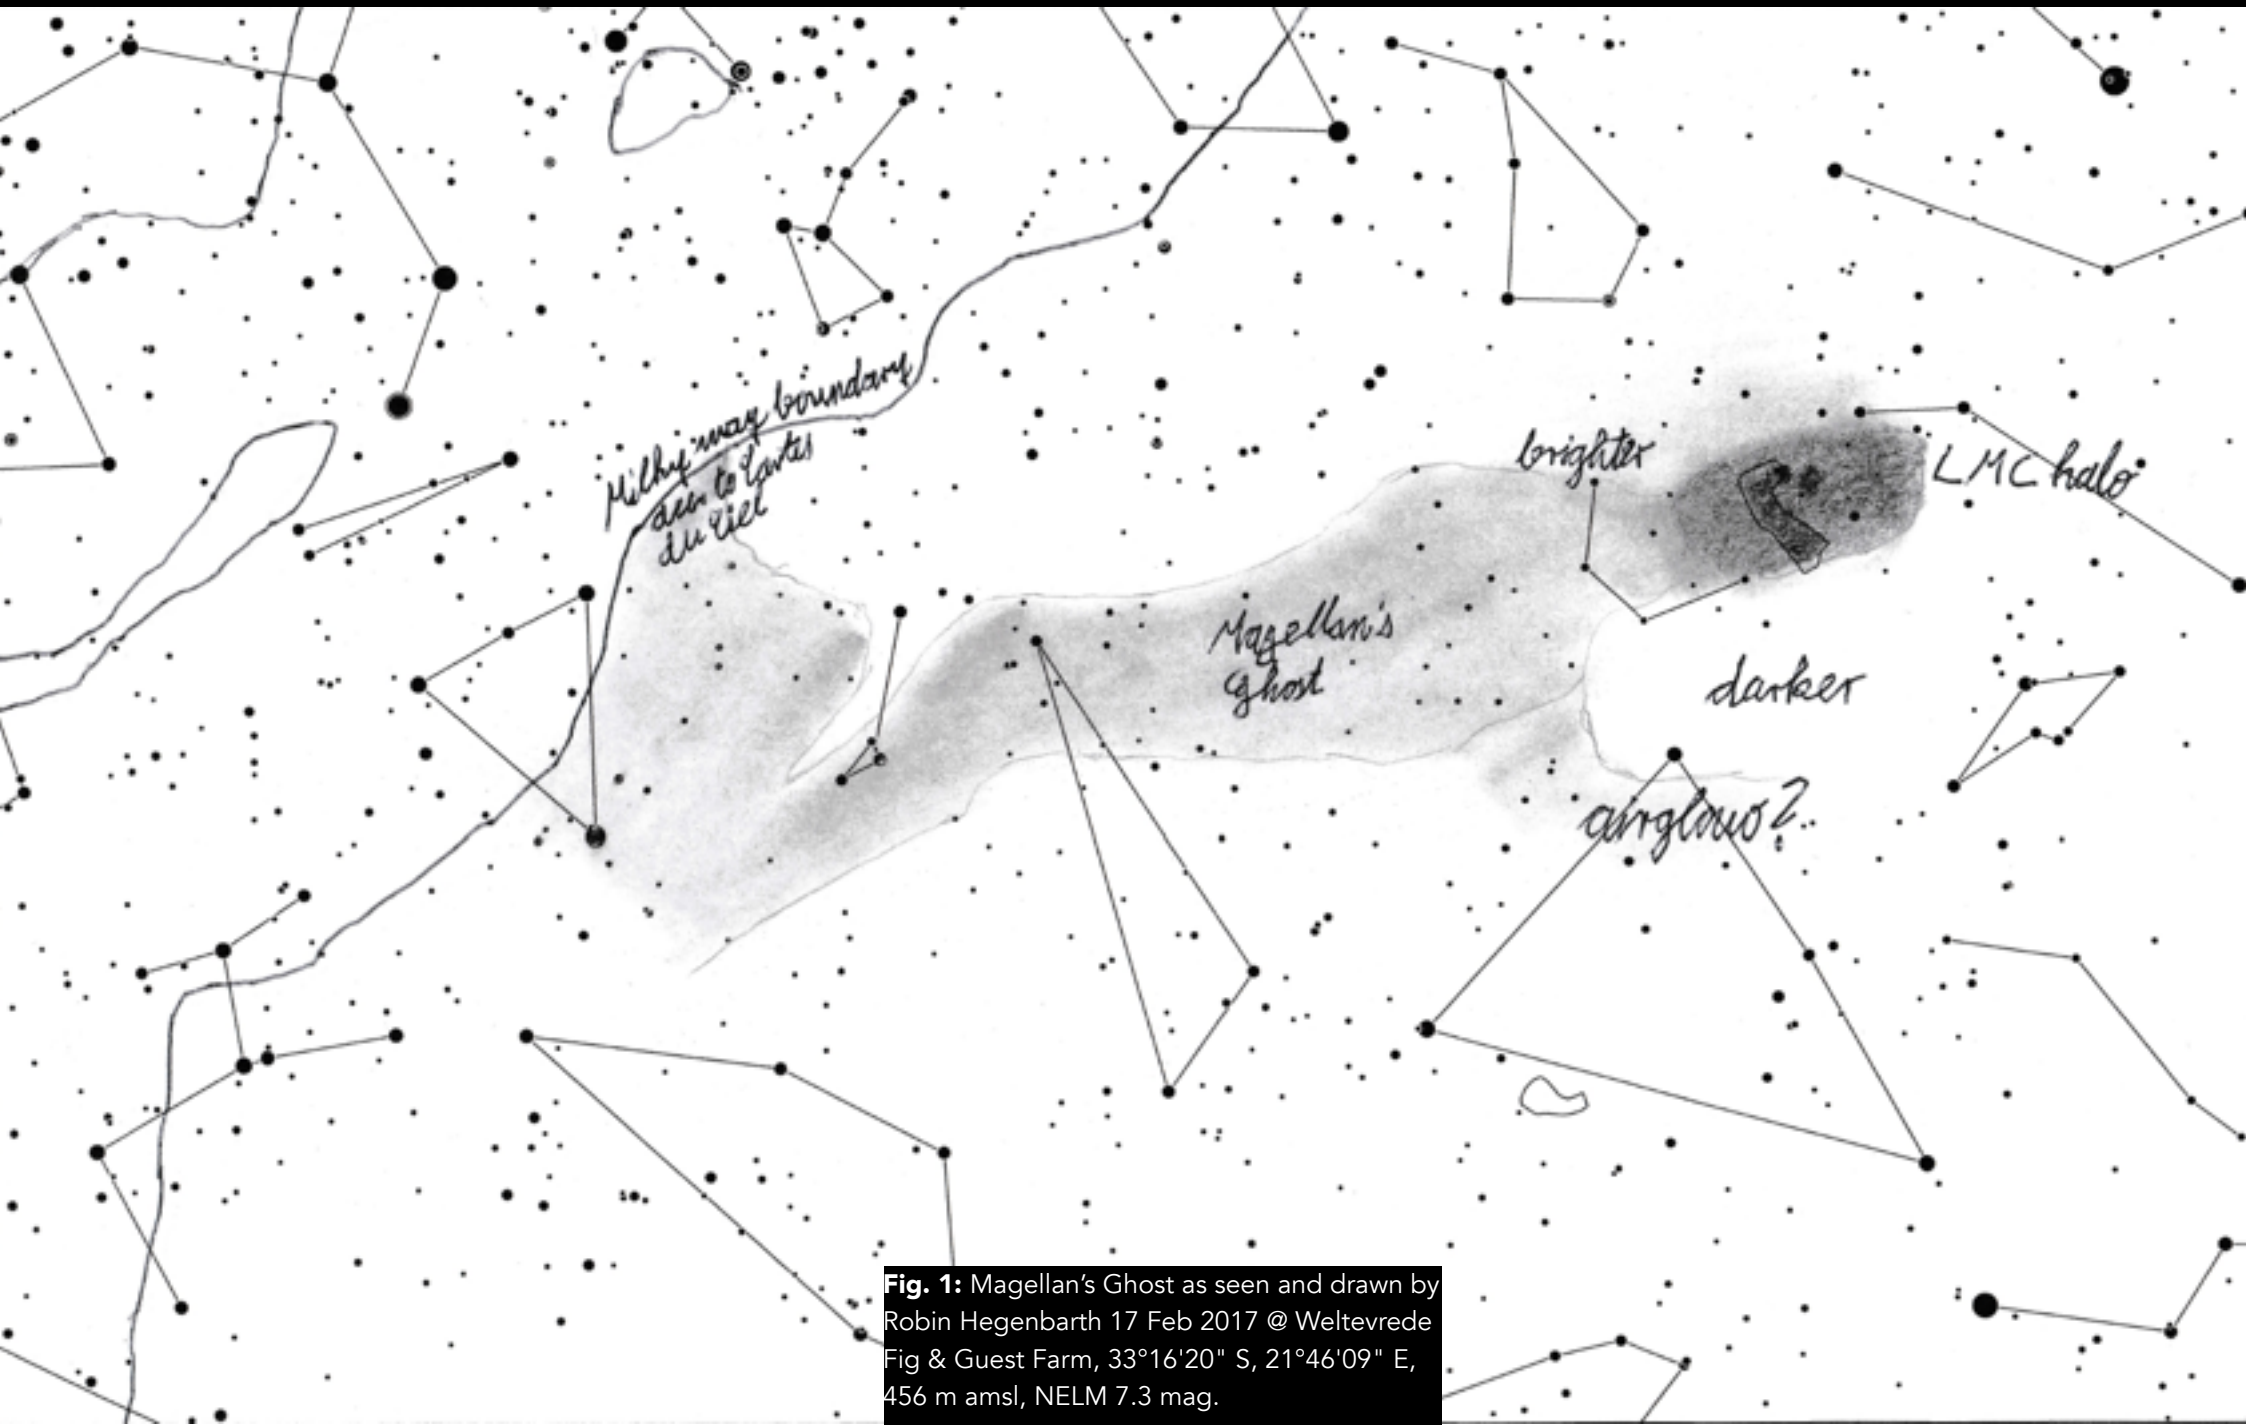 Milky way boundary
acc. to Cartes
du Ciel
brighter
LMC halo
Magellan's
Ghost
darker
airglow?
Fig. 1: Magellan’s Ghost as seen and drawn by
Robin Hegenbarth 17 Feb 2017 @ Weltevrede
Fig & Guest Farm, 33°16'20" S, 21°46'09" E,
456 m amsl, NELM 7.3 mag.